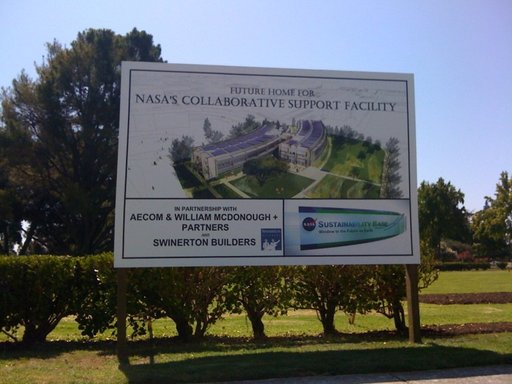 FUTURE HOME FOR
NASA'S COLLABORATIVE SUPPORT FACILITY
IN PARTNERSHIP WITH
AECOM & WILLIAM MCDONOUGH +
PARTNERS
AND
SWINERTON BUILDERS
NASA
SUSTAINABILITY BASE